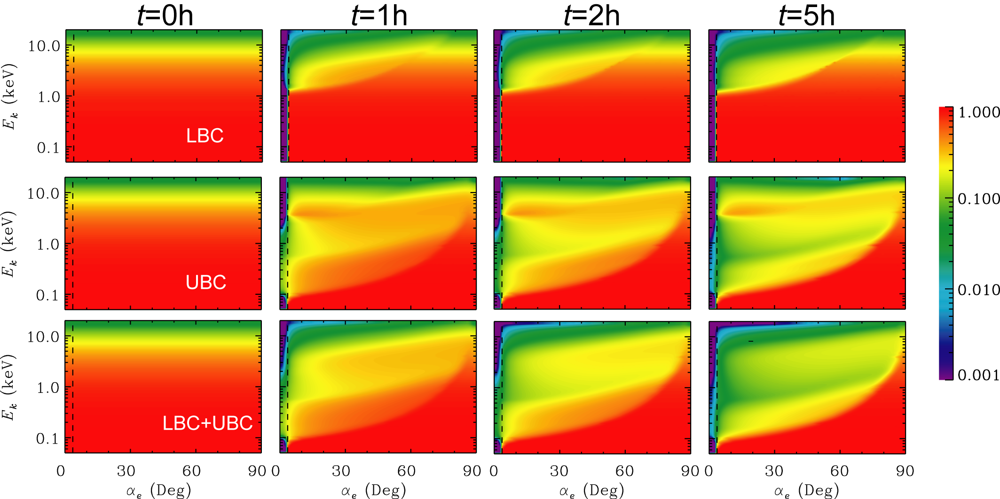 t=0h t=1h t=2h t=5h
10.0
1.0
0.1
E_k (keV)
LBC
1.000
0.100
0.010
0.001
10.0
1.0
0.1
E_k (keV)
UBC
10.0
1.0
0.1
E_k (keV)
LBC+UBC
0 30 60 90 0 30 60 90 0 30 60 90 0 30 60 90
α_e (Deg) α_e (Deg) α_e (Deg) α_e (Deg)